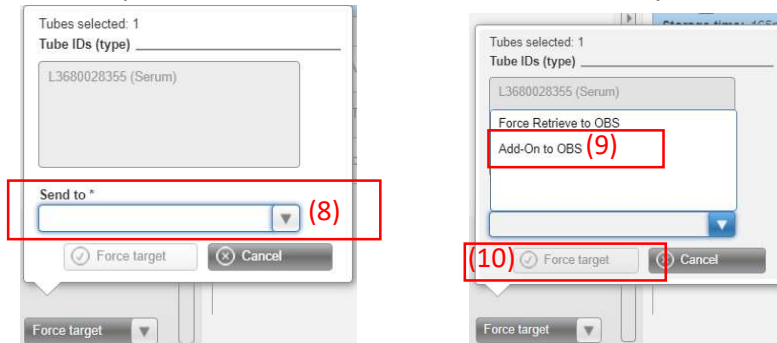 Tubes selected: 1
Tube IDs (type)
L3680028355 (Serum)
Send to *
(8)
Force target
Cancel
Force target
Tubes selected: 1
Tube IDs (type)
L3680028355 (Serum)
Force Retrieve to OBS
Add-On to OBS (9)
(10) Force target
Cancel
Force target